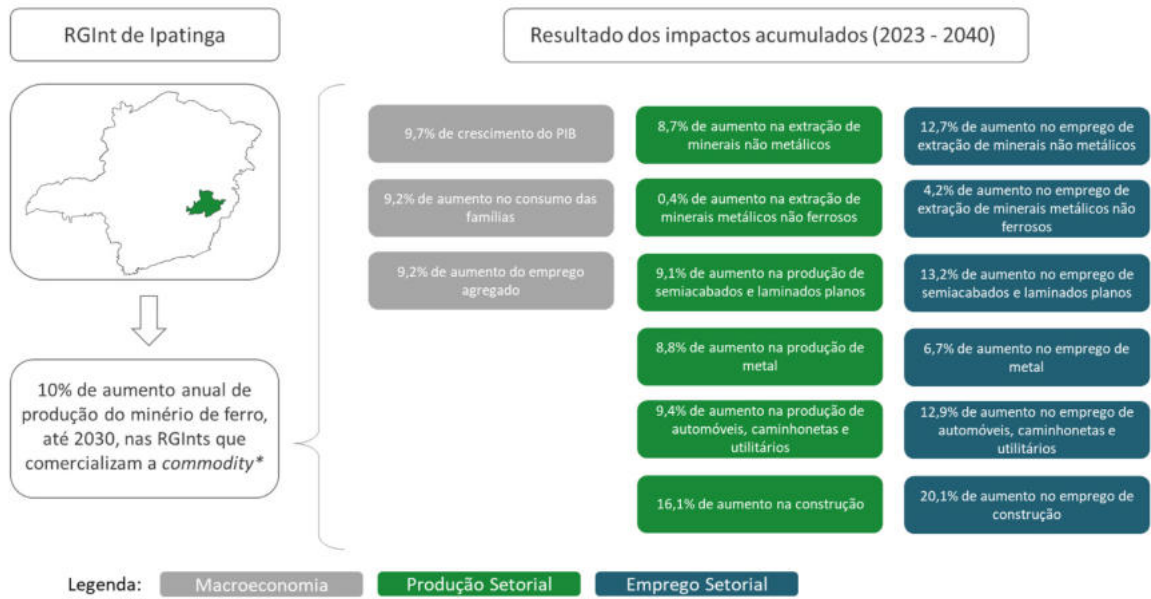 RGInt de Ipatinga
Resultado dos impactos acumulados (2023 - 2040)
10% de aumento anual de
produção do minério de ferro,
até 2030, nas RGInts que
comercializam a commodity*
9,7% de crescimento do PIB
9,2% de aumento no consumo das
famílias
9,2% de aumento do emprego
agregado
8,7% de aumento na extração de
minerais não metálicos
0,4% de aumento na extração de
minerais metálicos não ferrosos
9,1% de aumento na produção de
semiacabados e laminados planos
8,8% de aumento na produção de
metal
9,4% de aumento na produção de
automóveis, caminhonetas e
utilitários
16,1% de aumento na construção
12,7% de aumento no emprego de
extração de minerais não metálicos
4,2% de aumento no emprego de
extração de minerais metálicos não
ferrosos
13,2% de aumento no emprego de
semiacabados e laminados planos
6,7% de aumento no emprego de
metal
12,9% de aumento no emprego de
automóveis, caminhonetas e
utilitários
20,1% de aumento no emprego de
construção
Legenda:
Macroeconomia
Produção Setorial
Emprego Setorial